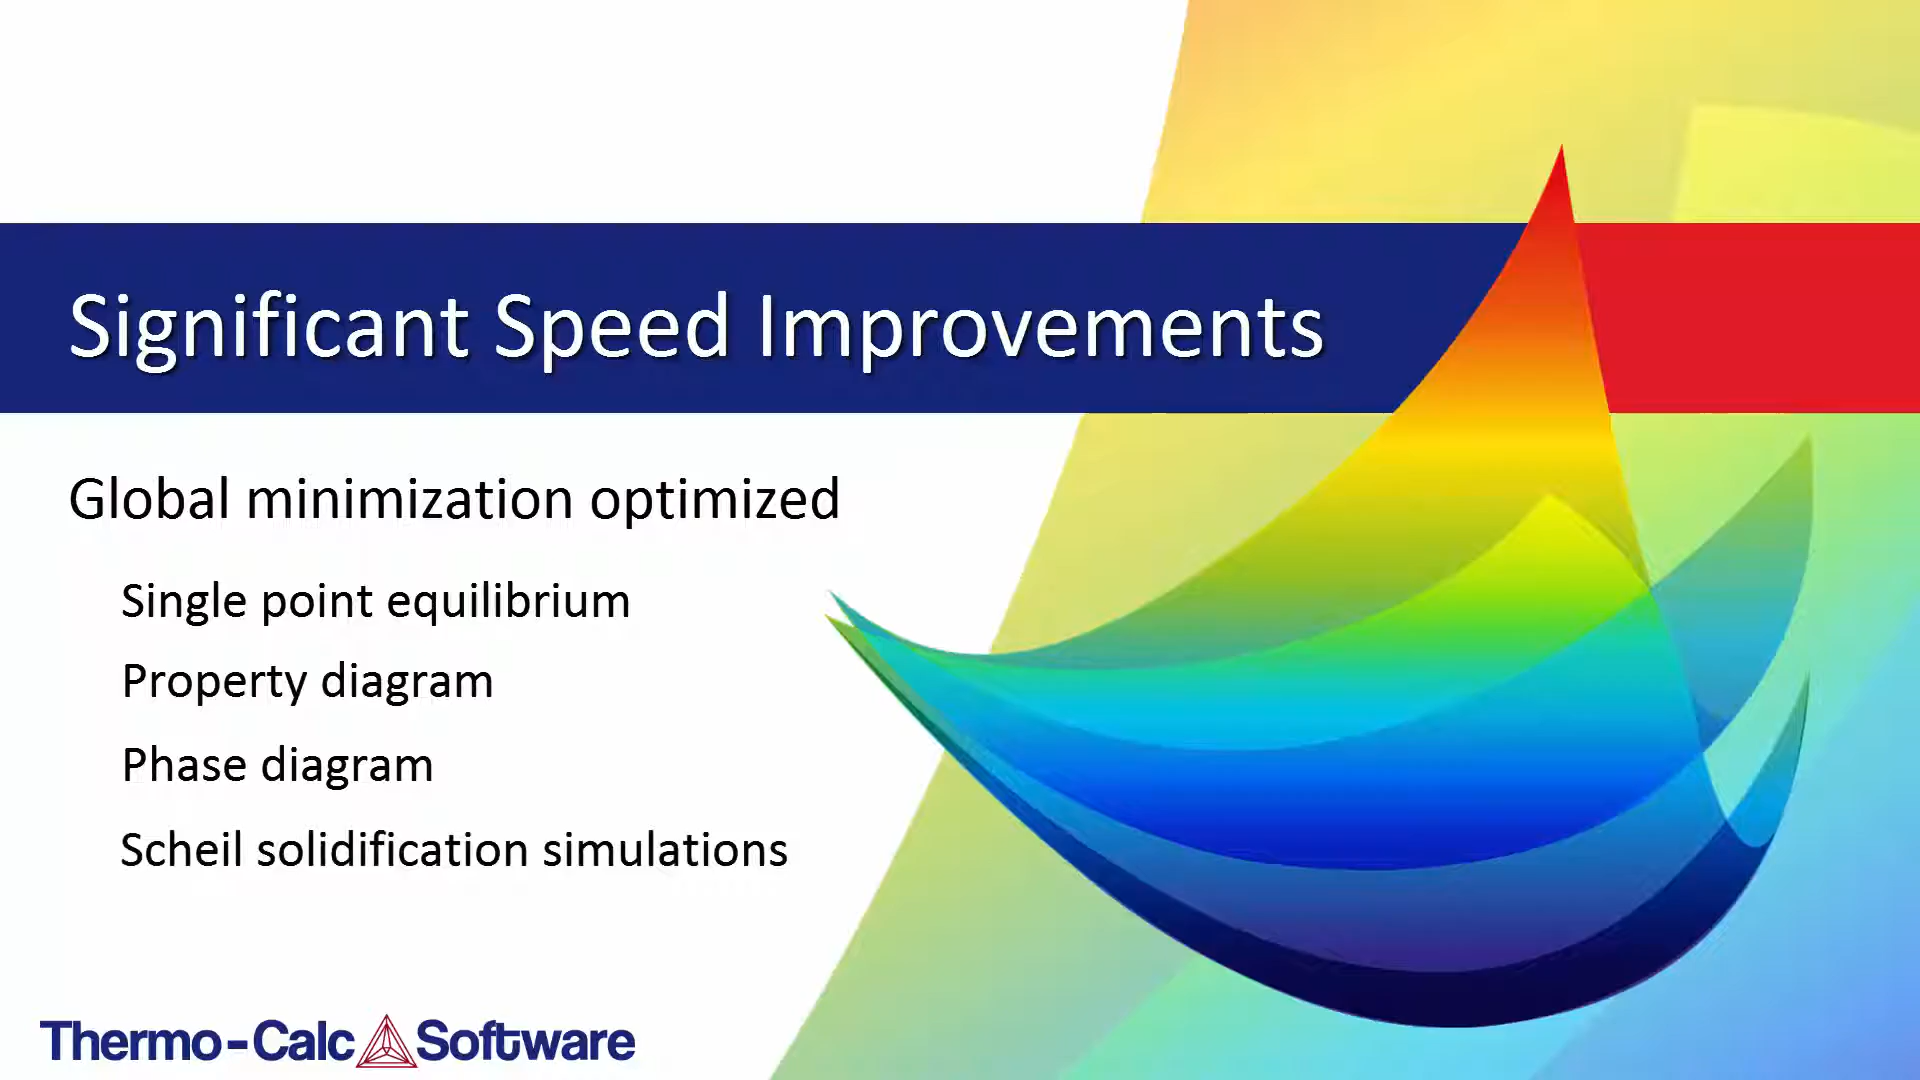 Significant Speed Improvements
Global minimization optimized
Single point equilibrium
Property diagram
Phase diagram
Scheil solidification simulations
Thermo-Calc Software